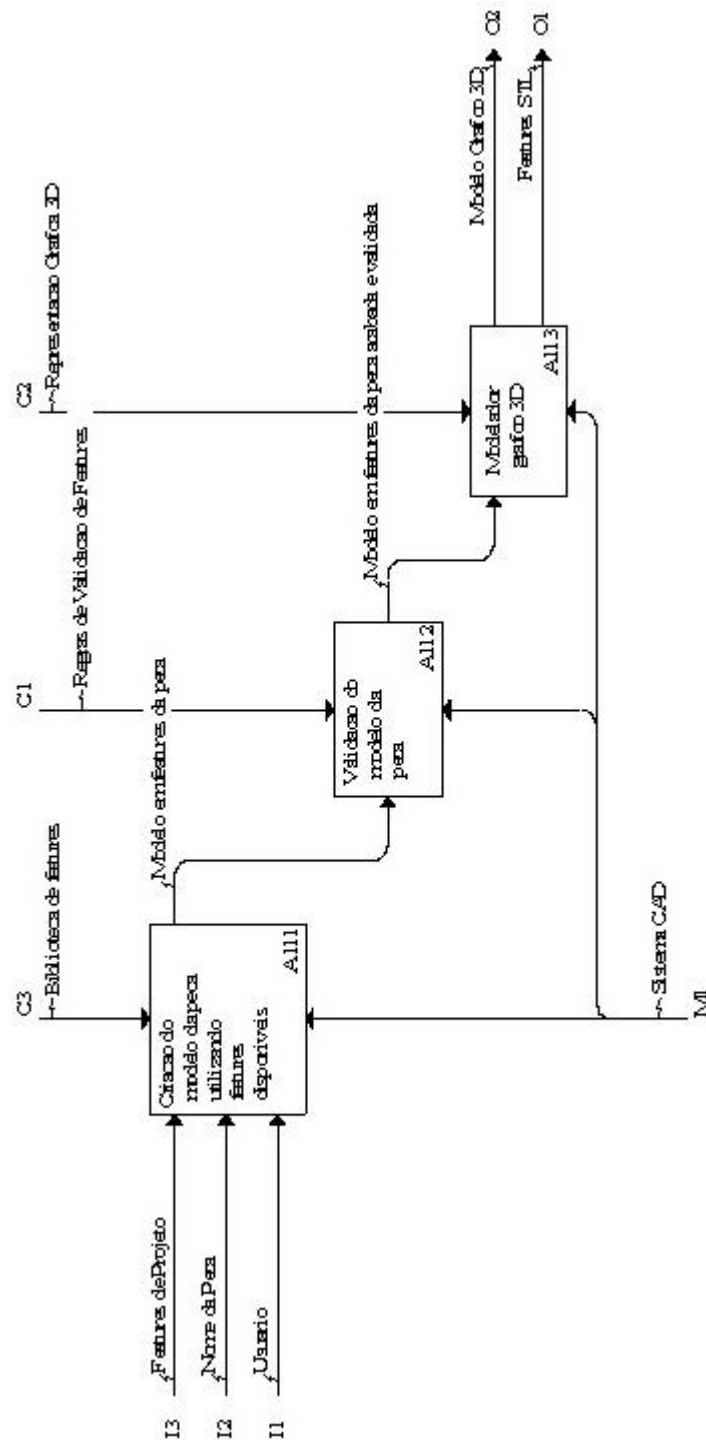 C3
Biblioteca de features
C1
Regras de Validacao de Features
C2
Representacao Grafica 3D
I3
Features de Projeto
I2
Nome da Peca
I1
Usuario
Criacao do
modelo da peca
utilizando
features
disponiveis
A111
Modelo em features da peca
Validacao do
modelo da
peca
A112
Modelo em features da peca acabada e validada
Modelador
grafico 3D
A113
Modelo Grafico 3D
O2
Features STL
O1
Sistema CAD
M1